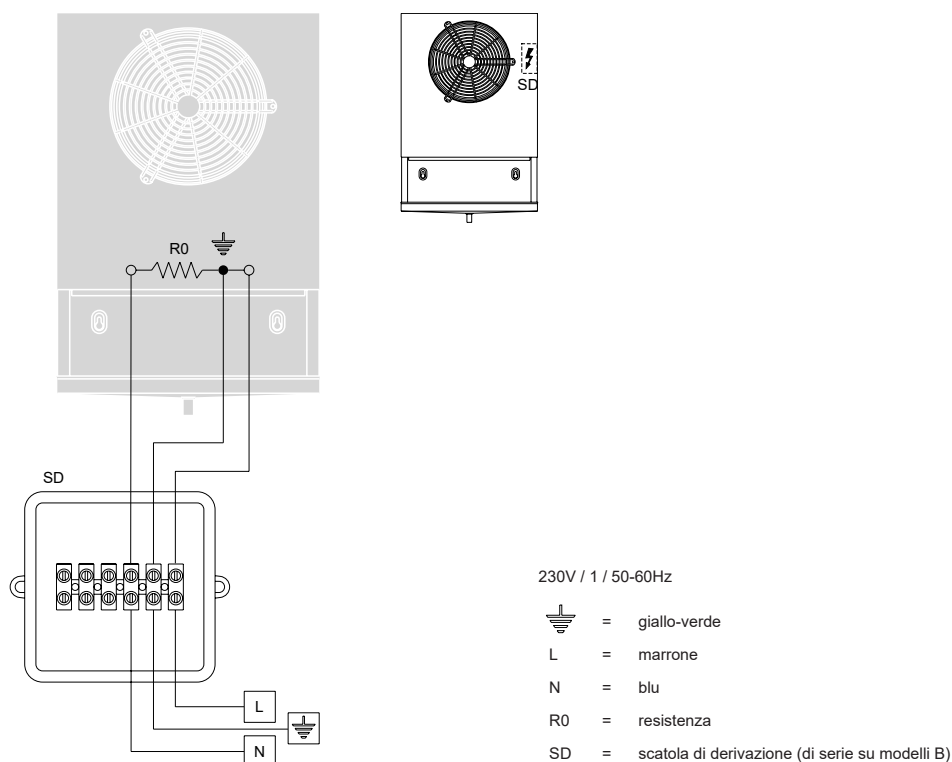 SD
R0
SD
L
N
230V / 1 / 50-60Hz
= giallo-verde
L = marrone
N = blu
R0 = resistenza
SD = scatola di derivazione (di serie su modelli B)